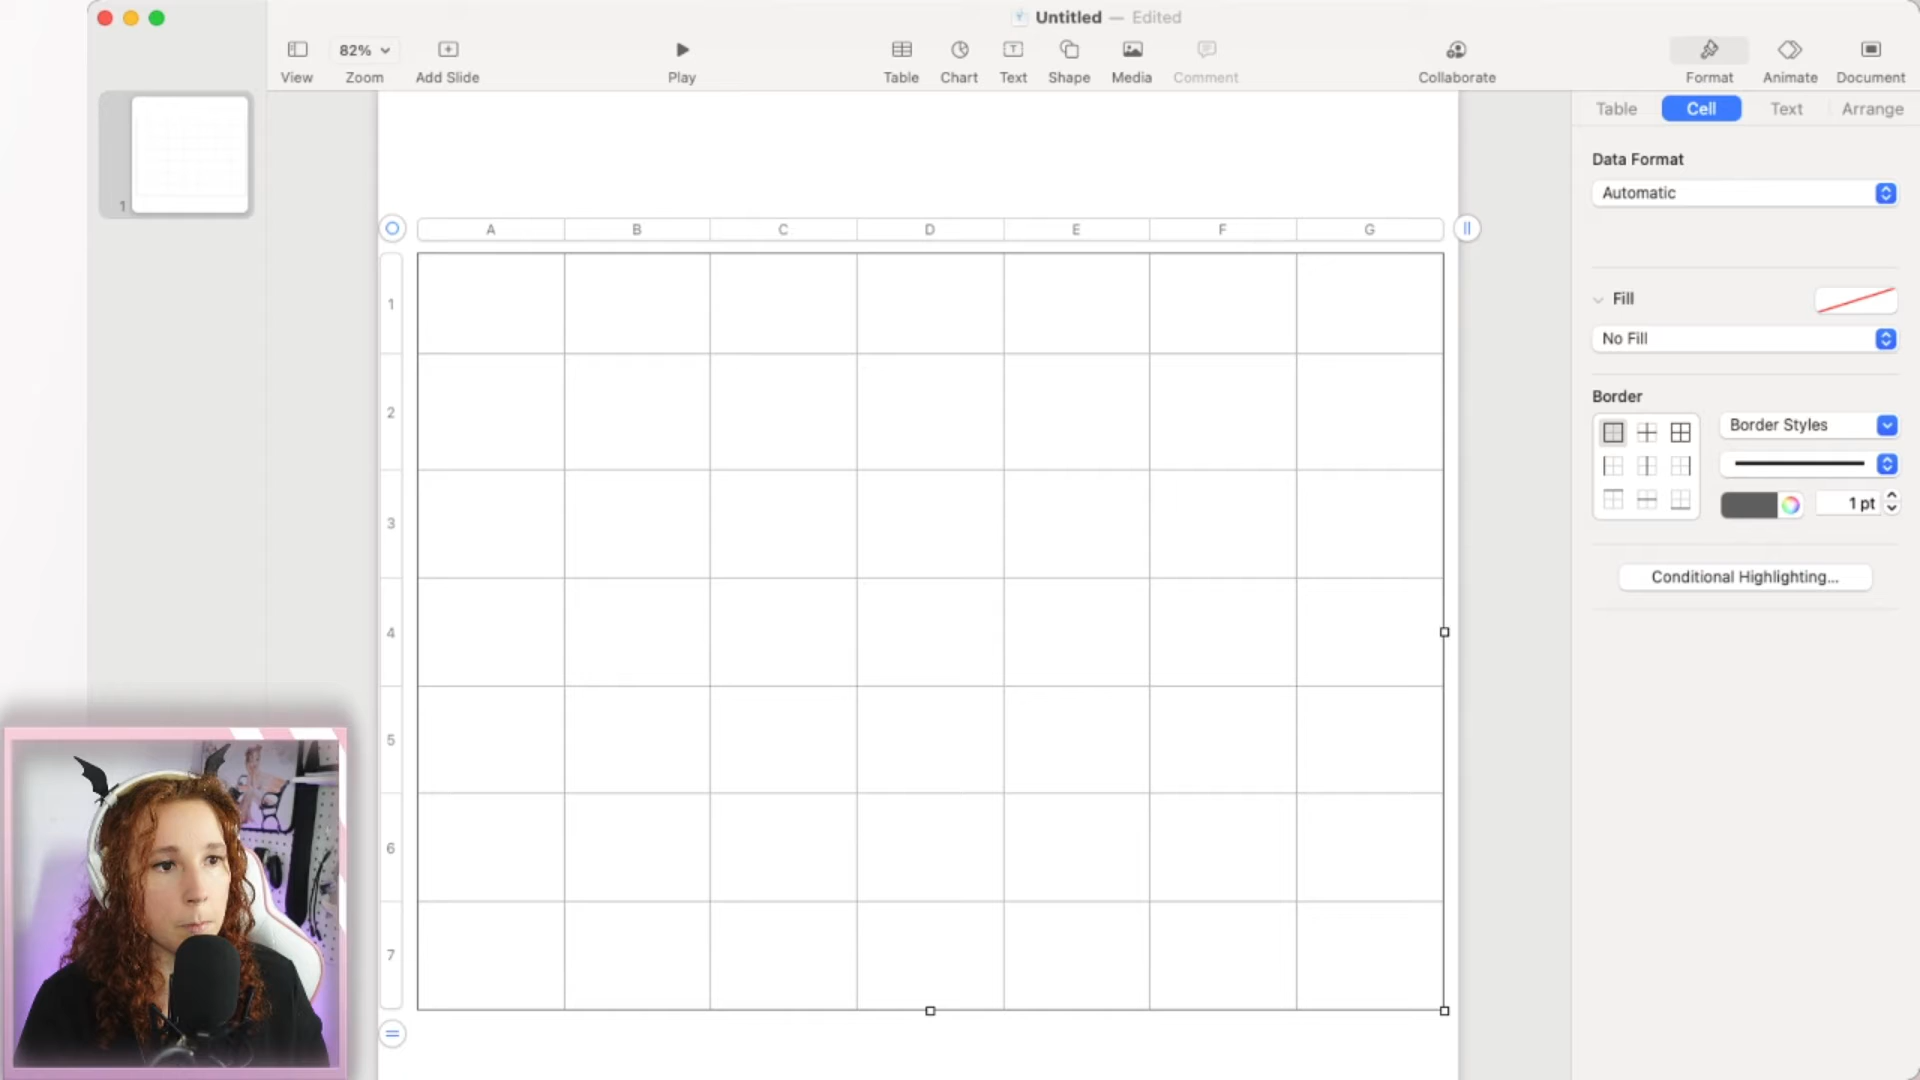 Untitled — Edited
82%
View
Zoom
Add Slide
Play
Table
Chart
Text
Shape
Media
Comment
Collaborate
Format
Animate
Document
Table
Cell
Text
Arrange
1
Data Format
Automatic
A B C D E F G
1
2
3
4
5
6
7
Fill
No Fill
Border
Border Styles
1 pt
Conditional Highlighting...